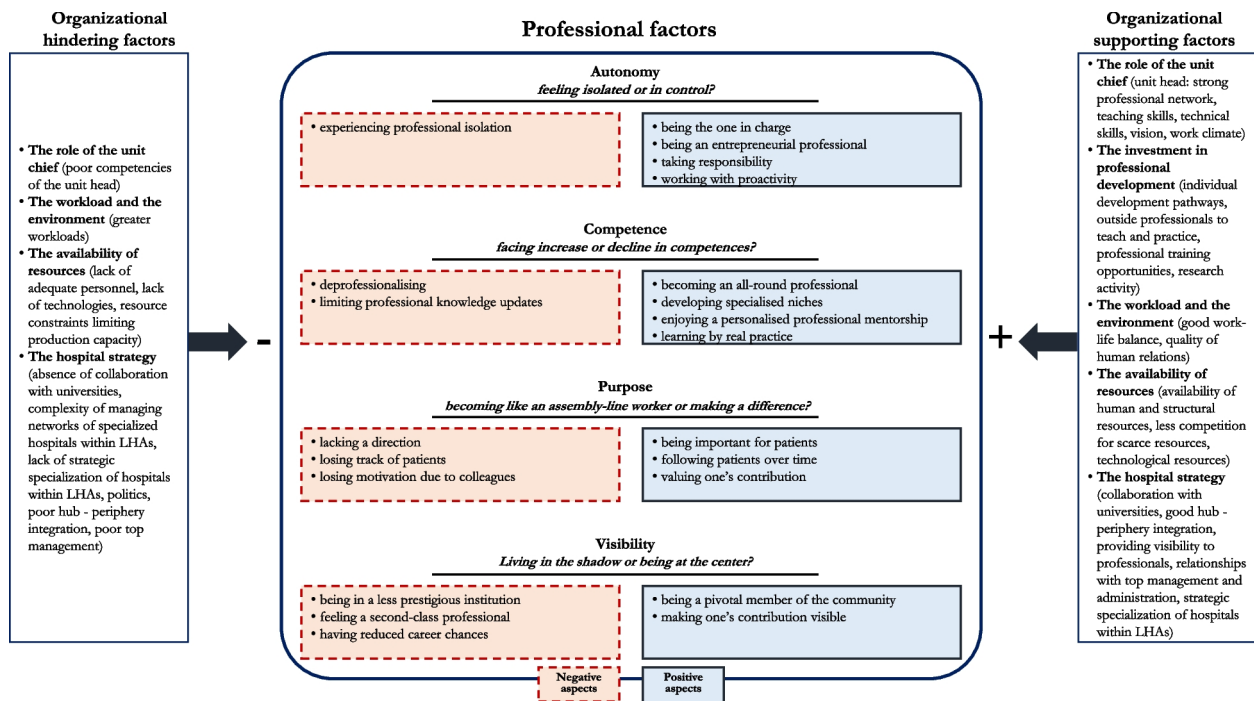 Organizational
hindering factors
• The role of the unit
chief (poor competencies
of the unit head)
• The workload and the
environment (greater
workloads)
• The availability of
resources (lack of
adequate personnel, lack
of technologies, resource
constraints limiting
production capacity)
• The hospital strategy
(absence of collaboration
with universities,
complexity of managing
networks of specialized
hospitals within LHAs,
lack of strategic
specialization of hospitals
within LHAs, politics,
poor hub - periphery
integration, poor top
management)
-
Professional factors
Autonomy
feeling isolated or in control?
• experiencing professional isolation
• being the one in charge
• being an entrepreneurial professional
• taking responsibility
• working with proactivity
Competence
facing increase or decline in competences?
• deprofessionalising
• limiting professional knowledge updates
• becoming an all-round professional
• developing specialised niches
• enjoying a personalised professional mentorship
• learning by real practice
Purpose
becoming like an assembly-line worker or making a difference?
• lacking a direction
• losing track of patients
• losing motivation due to colleagues
• being important for patients
• following patients over time
• valuing one's contribution
Visibility
Living in the shadow or being at the center?
• being in a less prestigious institution
• feeling a second-class professional
• having reduced career chances
• being a pivotal member of the community
• making one's contribution visible
Negative
aspects
Positive
aspects
+
Organizational
supporting factors
• The role of the unit
chief (unit head: strong
professional network,
teaching skills, technical
skills, vision, work climate)
• The investment in
professional
development (individual
development pathways,
outside professionals to
teach and practice,
professional training
opportunities, research
activity)
• The workload and the
environment (good work-
life balance, quality of
human relations)
• The availability of
resources (availability of
human and structural
resources, less competition
for scarce resources,
technological resources)
• The hospital strategy
(collaboration with
universities, good hub -
periphery integration,
providing visibility to
professionals, relationships
with top management and
administration, strategic
specialization of hospitals
within LHAs)